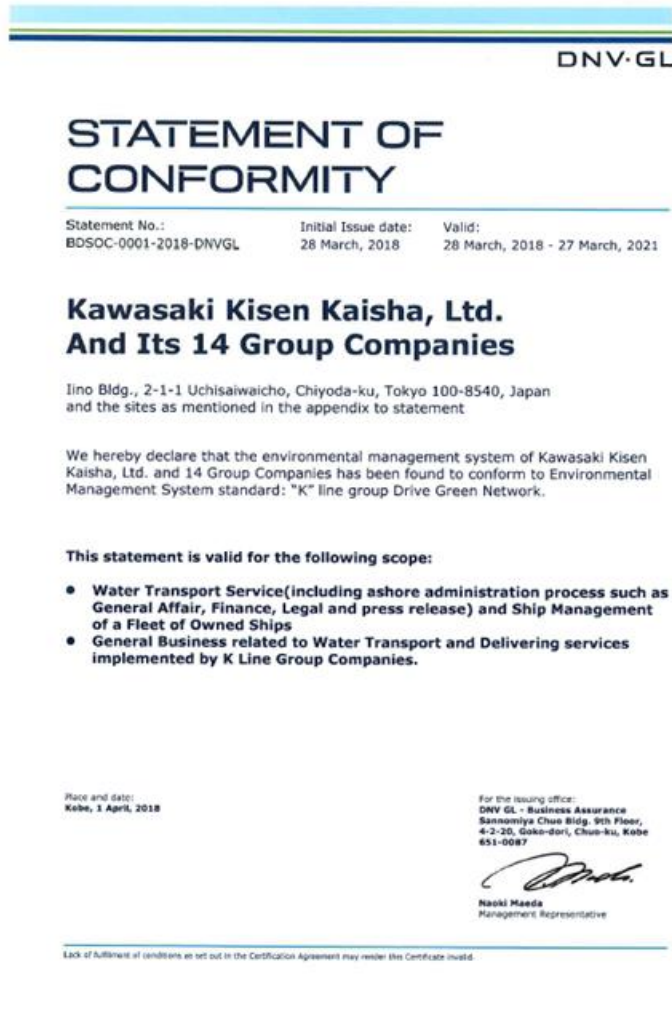 DNV·GL
STATEMENT OF
CONFORMITY
Statement No.:
BDSOC-0001-2018-DNVGL
Initial Issue date:
28 March, 2018
Valid:
28 March, 2018 - 27 March, 2021
Kawasaki Kisen Kaisha, Ltd.
And Its 14 Group Companies
Iino Bldg., 2-1-1 Uchisaiwaicho, Chiyoda-ku, Tokyo 100-8540, Japan
and the sites as mentioned in the appendix to statement
We hereby declare that the environmental management system of Kawasaki Kisen
Kaisha, Ltd. and 14 Group Companies has been found to conform to Environmental
Management System standard: "K" line group Drive Green Network.
This statement is valid for the following scope:
● Water Transport Service(including ashore administration process such as
General Affair, Finance, Legal and press release) and Ship Management
of a Fleet of Owned Ships
● General Business related to Water Transport and Delivering services
implemented by K Line Group Companies.
Place and date:
Kobe, 1 April, 2018
For the issuing office:
DNV GL - Business Assurance
Sannomiya Chuo Bldg. 9th Floor,
4-2-20, Goko-dori, Chuo-ku, Kobe
651-0087
Naoki Maeda
Management Representative
Lack of fulfilment of conditions as set out in the Certification Agreement may render this Certificate invalid.